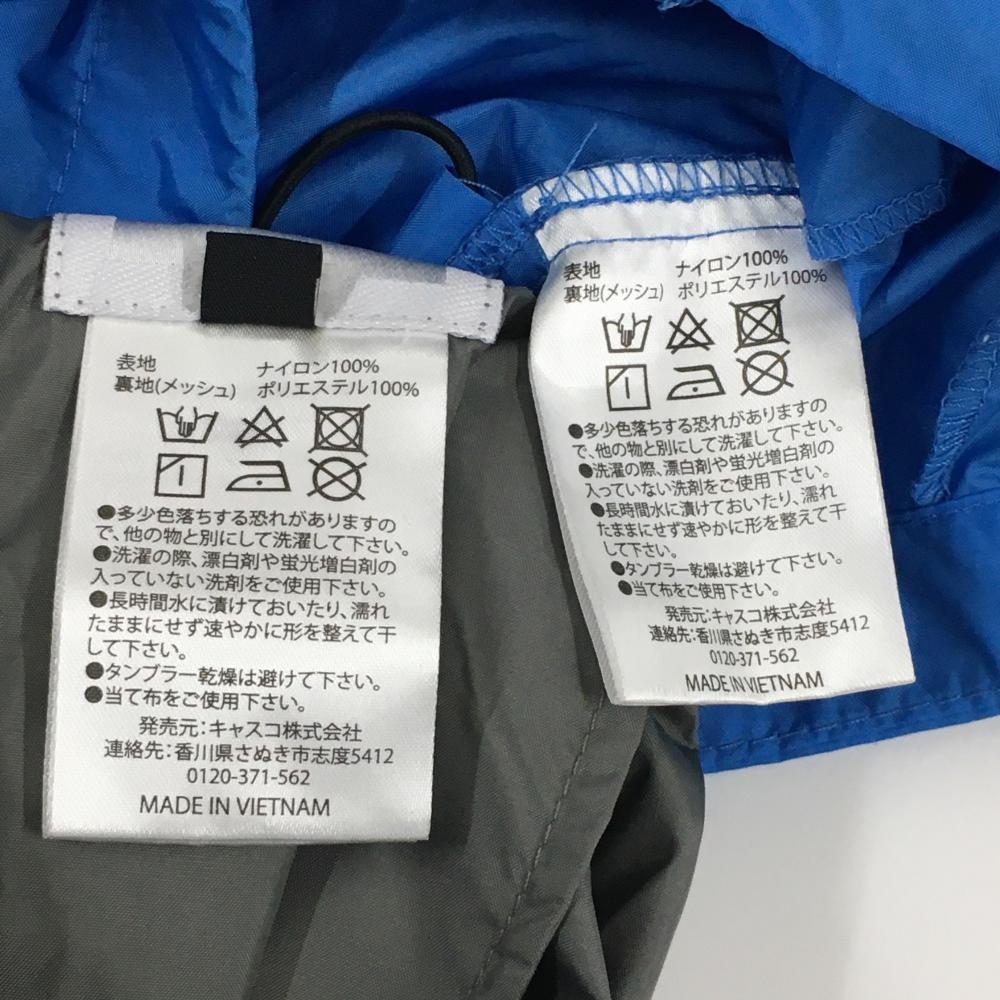 表地 ナイロン100%
裏地(メッシュ) ポリエステル100%
●多少色落ちする恐れがありますの
で、他の物と別にして洗濯して下さい。
●洗濯の際、漂白剤や蛍光増白剤の
入っていない洗剤をご使用下さい。
●長時間水に漬けておいたり、濡れ
たままにせず速やかに形を整えて干
して下さい。
●タンブラー乾燥は避けて下さい。
●当て布をご使用下さい。
発売元:キャスコ株式会社
連絡先:香川県さぬき市志度5412
0120-371-562
MADE IN VIETNAM
表地 ナイロン100%
裏地(メッシュ) ポリエステル100%
●多少色落ちする恐れがありますの
で、他の物と別にして洗濯して下さい。
●洗濯の際、漂白剤や蛍光増白剤の
入っていない洗剤をご使用下さい。
●長時間水に漬けておいたり、濡れ
たままにせず速やかに形を整えて干
して下さい。
●タンブラー乾燥は避けて下さい。
●当て布をご使用下さい。
発売元:キャスコ株式会社
連絡先:香川県さぬき市志度5412
0120-371-562
MADE IN VIETNAM